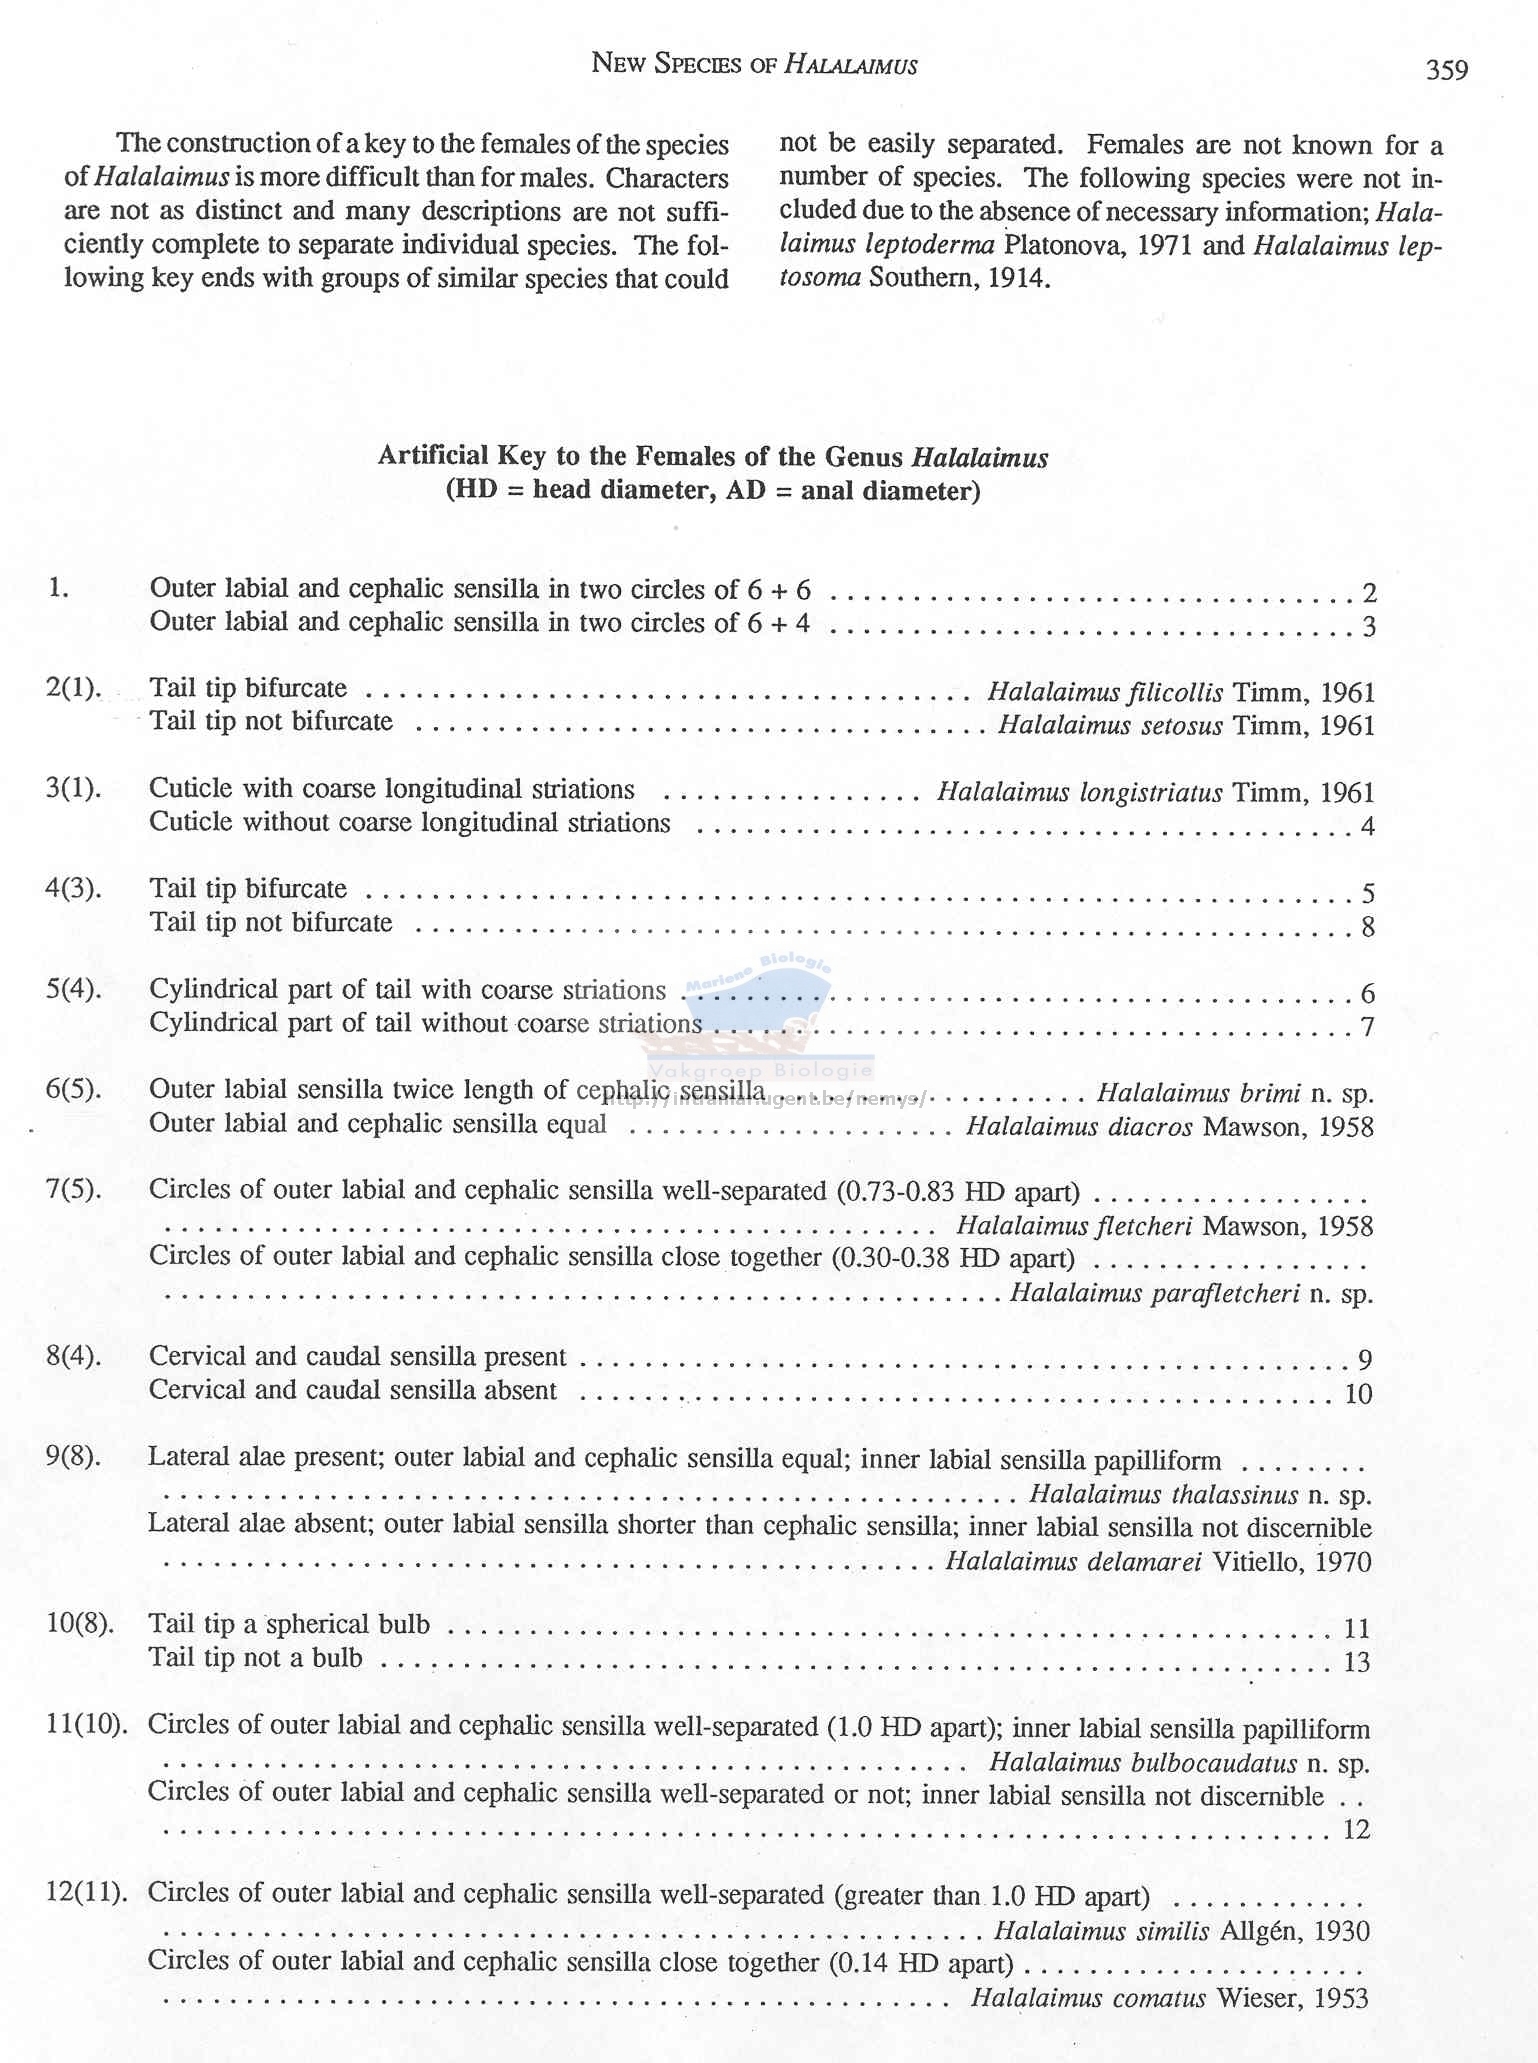 NEW SPECIES OF HALALAIMUS
359
The construction of a key to the females of the species
of Halalaimus is more difficult than for males. Characters
are not as distinct and many descriptions are not suffi-
ciently complete to separate individual species. The fol-
lowing key ends with groups of similar species that could
not be easily separated. Females are not known for a
number of species. The following species were not in-
cluded due to the absence of necessary information; Hala-
laimus leptoderma Platonova, 1971 and Halalaimus lep-
tosoma Southern, 1914.
Artificial Key to the Females of the Genus Halalaimus
(HD = head diameter, AD = anal diameter)
1. Outer labial and cephalic sensilla in two circles of 6 + 6 ........ 2
Outer labial and cephalic sensilla in two circles of 6 + 4 ........ 3
2(1). Tail tip bifurcate ........ Halalaimus filicollis Timm, 1961
Tail tip not bifurcate ........ Halalaimus setosus Timm, 1961
3(1). Cuticle with coarse longitudinal striations ........ Halalaimus longistriatus Timm, 1961
Cuticle without coarse longitudinal striations ........ 4
4(3). Tail tip bifurcate ........ 5
Tail tip not bifurcate ........ 8
Mariene Biologie
5(4). Cylindrical part of tail with coarse striations ........ 6
Cylindrical part of tail without coarse striations ........ 7
Vakgroep Biologie
6(5). Outer labial sensilla twice length of cephalic sensilla ........ Halalaimus brimi n. sp.
http://intramar.ugent.be/nemys/
Outer labial and cephalic sensilla equal ........ Halalaimus diacros Mawson, 1958
7(5). Circles of outer labial and cephalic sensilla well-separated (0.73-0.83 HD apart) ........
........ Halalaimus fletcheri Mawson, 1958
Circles of outer labial and cephalic sensilla close together (0.30-0.38 HD apart) ........
........ Halalaimus parafletcheri n. sp.
8(4). Cervical and caudal sensilla present ........ 9
Cervical and caudal sensilla absent ........ 10
9(8). Lateral alae present; outer labial and cephalic sensilla equal; inner labial sensilla papilliform ........
........ Halalaimus thalassinus n. sp.
Lateral alae absent; outer labial sensilla shorter than cephalic sensilla; inner labial sensilla not discernible
........ Halalaimus delamarei Vitiello, 1970
10(8). Tail tip a spherical bulb ........ 11
Tail tip not a bulb ........ 13
11(10). Circles of outer labial and cephalic sensilla well-separated (1.0 HD apart); inner labial sensilla papilliform
........ Halalaimus bulbocaudatus n. sp.
Circles of outer labial and cephalic sensilla well-separated or not; inner labial sensilla not discernible . .
........ 12
12(11). Circles of outer labial and cephalic sensilla well-separated (greater than 1.0 HD apart) ........
........ Halalaimus similis Allgén, 1930
Circles of outer labial and cephalic sensilla close together (0.14 HD apart) ........
........ Halalaimus comatus Wieser, 1953